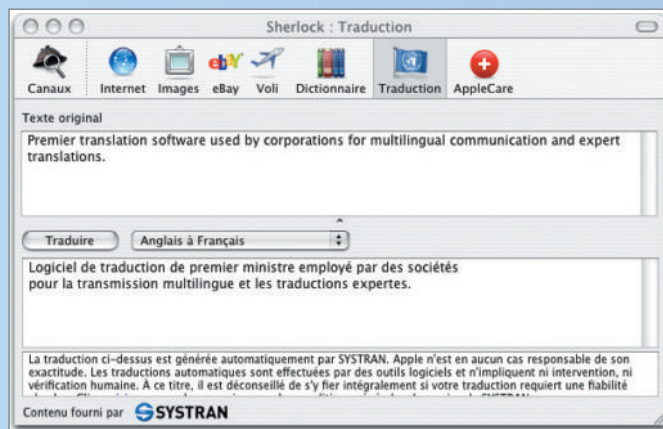 Sherlock : Traduction
Canaux Internet Images eBay Voli Dictionnaire Traduction AppleCare
Texte original
Premier translation software used by corporations for multilingual communication and expert
translations.
Traduire Anglais à Français
Logiciel de traduction de premier ministre employé par des sociétés
pour la transmission multilingue et les traductions expertes.
La traduction ci-dessus est générée automatiquement par SYSTRAN. Apple n'est en aucun cas responsable de son
exactitude. Les traductions automatiques sont effectuées par des outils logiciels et n'impliquent ni intervention, ni
vérification humaine. À ce titre, il est déconseillé de s'y fier intégralement si votre traduction requiert une fiabilité
Contenu fourni par SYSTRAN